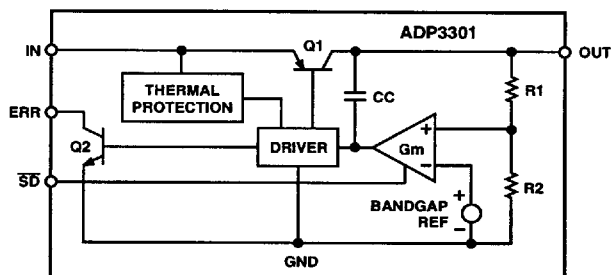 ADP3301
IN
Q1
OUT
THERMAL
PROTECTION
CC
R1
ERR
Q2
DRIVER
Gm
+
−
SD
R2
BANDGAP
REF
+
−
GND